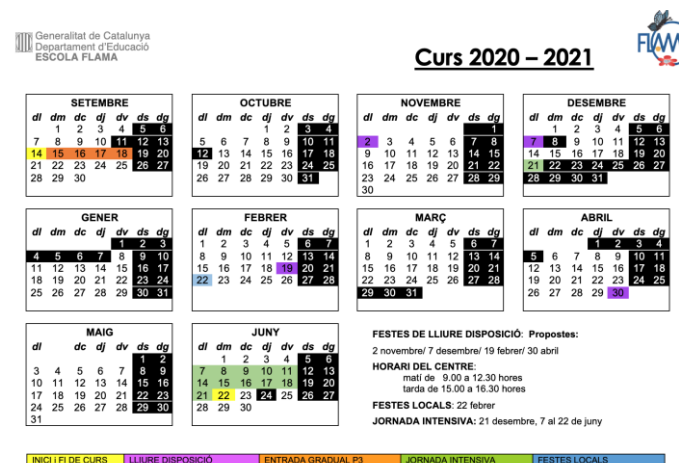 Generalitat de Catalunya
Departament d'Educació
ESCOLA FLAMA
FLAMA
Curs 2020 – 2021
SETEMBRE
dl dm dc dj dv ds dg
1 2 3 4 5 6
7 8 9 10 11 12 13
14 15 16 17 18 19 20
21 22 23 24 25 26 27
28 29 30
OCTUBRE
dl dm dc dj dv ds dg
1 2 3 4
5 6 7 8 9 10 11
12 13 14 15 16 17 18
19 20 21 22 23 24 25
26 27 28 29 30 31
NOVEMBRE
dl dm dc dj dv ds dg
1
2 3 4 5 6 7 8
9 10 11 12 13 14 15
16 17 18 19 20 21 22
23 24 25 26 27 28 29
30
DESEMBRE
dl dm dc dj dv ds dg
1 2 3 4 5 6
7 8 9 10 11 12 13
14 15 16 17 18 19 20
21 22 23 24 25 26 27
28 29 30 31
GENER
dl dm dc dj dv ds dg
1 2 3
4 5 6 7 8 9 10
11 12 13 14 15 16 17
18 19 20 21 22 23 24
25 26 27 28 29 30 31
FEBRER
dl dm dc dj dv ds dg
1 2 3 4 5 6 7
8 9 10 11 12 13 14
15 16 17 18 19 20 21
22 23 24 25 26 27 28
MARÇ
dl dm dc dj dv ds dg
1 2 3 4 5 6 7
8 9 10 11 12 13 14
15 16 17 18 19 20 21
22 23 24 25 26 27 28
29 30 31
ABRIL
dl dm dc dj dv ds dg
1 2 3 4
5 6 7 8 9 10 11
12 13 14 15 16 17 18
19 20 21 22 23 24 25
26 27 28 29 30
MAIG
dl dc dj dv ds dg
1 2
3 4 5 6 7 8 9
10 11 12 13 14 15 16
17 18 19 20 21 22 23
24 25 26 27 28 29 30
31
JUNY
dl dm dc dj dv ds dg
1 2 3 4 5 6
7 8 9 10 11 12 13
14 15 16 17 18 19 20
21 22 23 24 25 26 27
28 29 30
FESTES DE LLIURE DISPOSICIÓ: Propostes:
2 novembre/ 7 desembre/ 19 febrer/ 30 abril
HORARI DEL CENTRE:
matí de 9.00 a 12.30 hores
tarda de 15.00 a 16.30 hores
FESTES LOCALS: 22 febrer
JORNADA INTENSIVA: 21 desembre, 7 al 22 de juny
INICI i FI DE CURS LLIURE DISPOSICIÓ ENTRADA GRADUAL P3 JORNADA INTENSIVA FESTES LOCALS